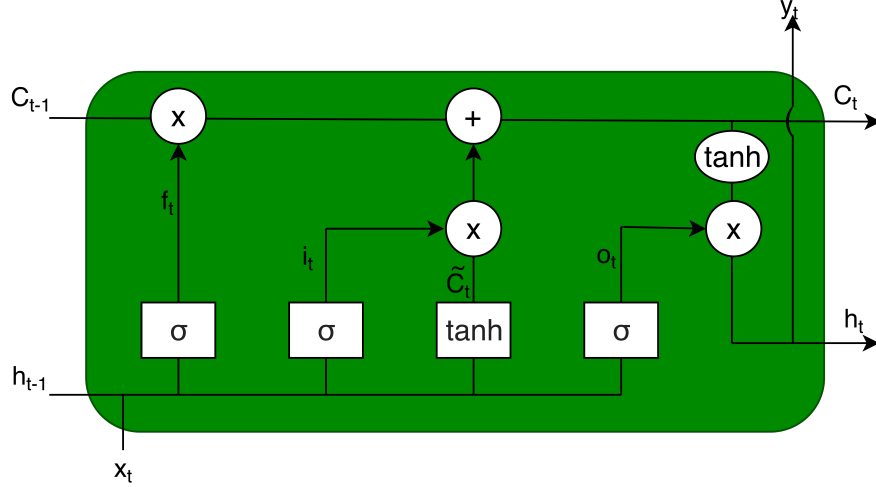 yₜ
Cₜ₋₁
x
+
Cₜ
tanh
fₜ
x
x
iₜ
oₜ
C̃ₜ
σ
σ
tanh
σ
hₜ
hₜ₋₁
xₜ